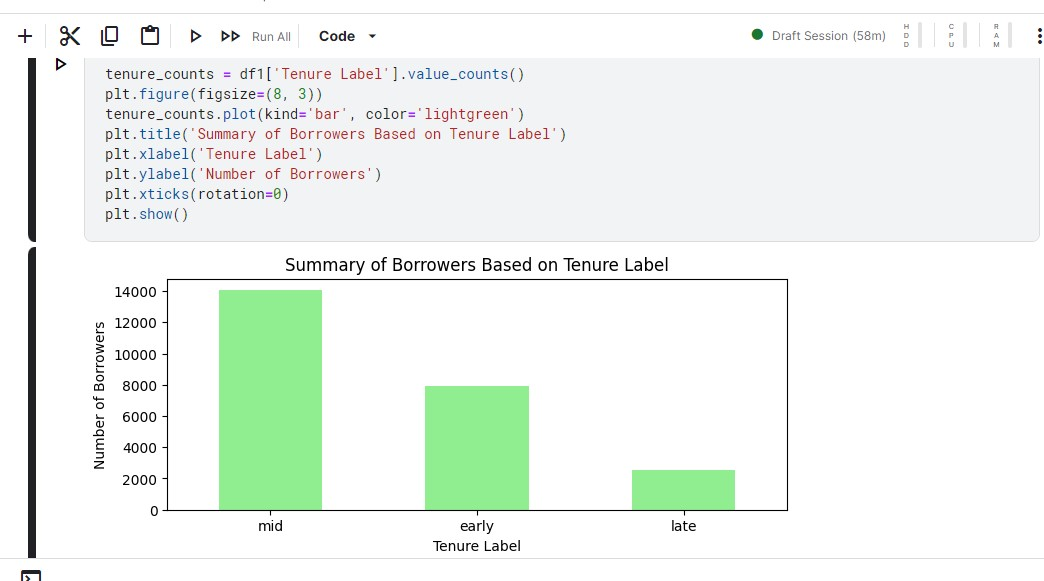 Run All
Code
Draft Session (58m)
HDD
CPU
RAM
tenure_counts = df1['Tenure Label'].value_counts()
plt.figure(figsize=(8, 3))
tenure_counts.plot(kind='bar', color='lightgreen')
plt.title('Summary of Borrowers Based on Tenure Label')
plt.xlabel('Tenure Label')
plt.ylabel('Number of Borrowers')
plt.xticks(rotation=0)
plt.show()
Summary of Borrowers Based on Tenure Label
Number of Borrowers
14000
12000
10000
8000
6000
4000
2000
0
mid early late
Tenure Label